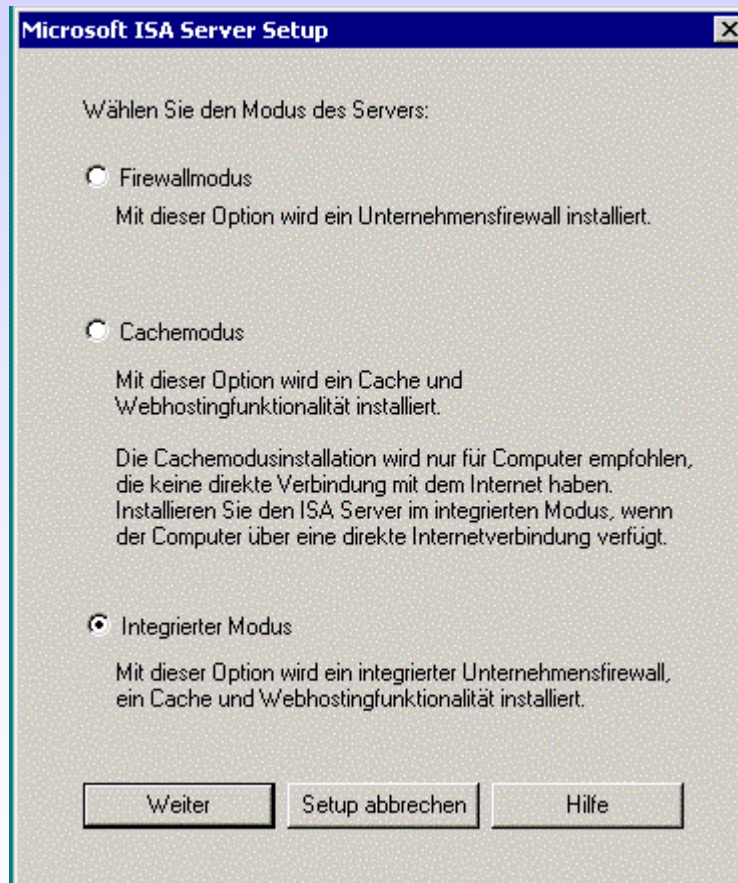 Microsoft ISA Server Setup
Wählen Sie den Modus des Servers:
Firewallmodus
Mit dieser Option wird ein Unternehmensfirewall installiert.
Cachemodus
Mit dieser Option wird ein Cache und
Webhostingfunktionalität installiert.
Die Cachemodusinstallation wird nur für Computer empfohlen,
die keine direkte Verbindung mit dem Internet haben.
Installieren Sie den ISA Server im integrierten Modus, wenn
der Computer über eine direkte Internetverbindung verfügt.
Integrierter Modus
Mit dieser Option wird ein integrierter Unternehmensfirewall,
ein Cache und Webhostingfunktionalität installiert.
Weiter Setup abbrechen Hilfe